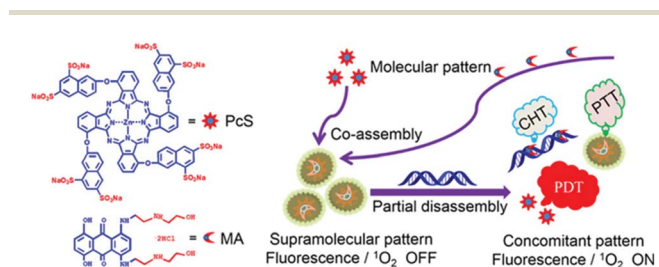 SO₃Na
NaO₃S
SO₃Na
NaO₃S
SO₃Na
O
O
N
N
N
N
Zn
N
N
N
N
= PcS
O
O
SO₃Na
SO₃Na
NaO₃S
SO₃Na
OH
O
HN
NH
OH
·2HCl
= MA
OH
O
HN
NH
OH
Molecular pattern
Co-assembly
CHT
PTT
PDT
Partial disassembly
Supramolecular pattern
Fluorescence / ¹O₂ OFF
Concomitant pattern
Fluorescence / ¹O₂ ON